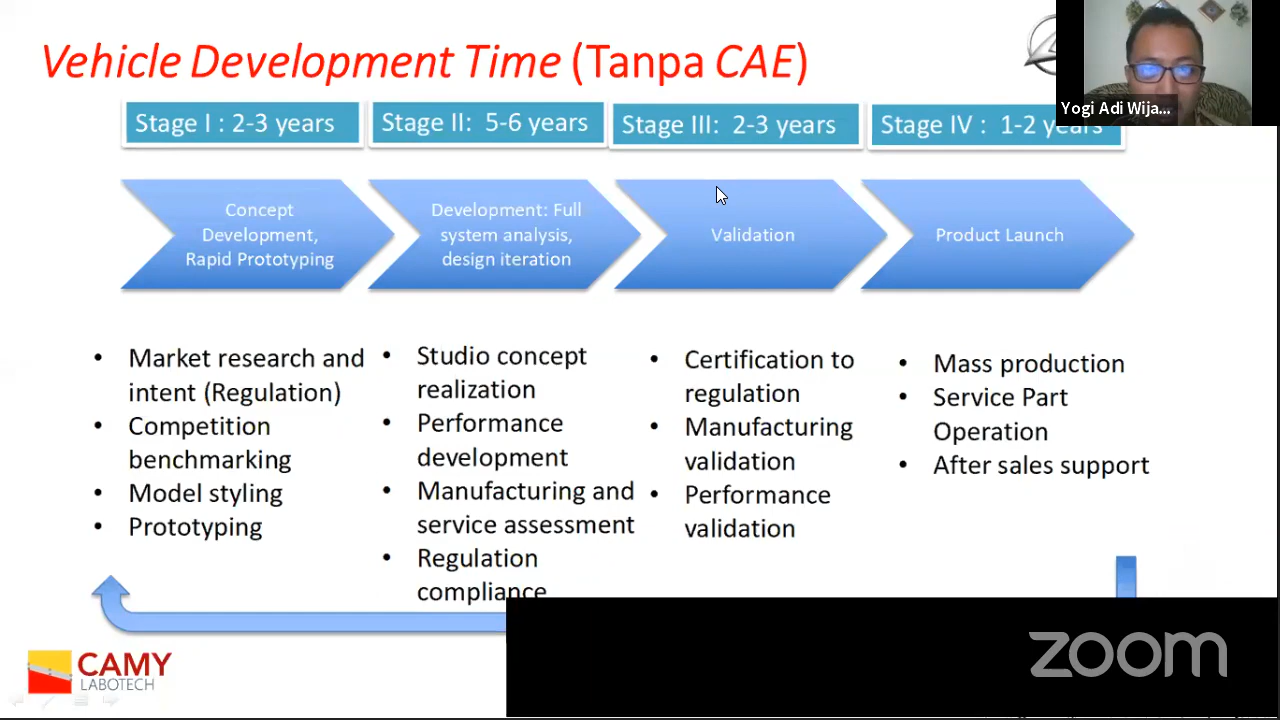 Vehicle Development Time (Tanpa CAE)
Yogi Adi Wija...
Stage I : 2-3 years
Stage II: 5-6 years
Stage III: 2-3 years
Stage IV : 1-2 years
Concept
Development,
Rapid Prototyping
Development: Full
system analysis,
design iteration
Validation
Product Launch
• Market research and
intent (Regulation)
• Competition
benchmarking
• Model styling
• Prototyping
• Studio concept
realization
• Performance
development
• Manufacturing and
service assessment
• Regulation
compliance
• Certification to
regulation
• Manufacturing
validation
• Performance
validation
• Mass production
• Service Part
Operation
• After sales support
CAMY
LABOTECH
zoom